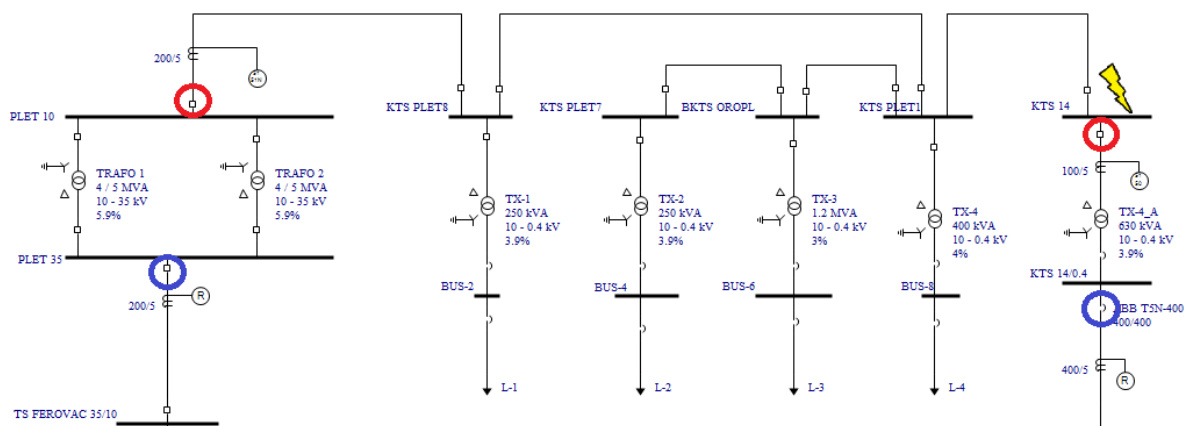 200/5
51N
PLET 10
KTS PLET8
KTS PLET7
BKTS OROPL
KTS PLET1
KTS 14
TRAFO 1
4 / 5 MVA
10 - 35 kV
5.9%
TRAFO 2
4 / 5 MVA
10 - 35 kV
5.9%
TX-1
250 kVA
10 - 0.4 kV
3.9%
TX-2
250 kVA
10 - 0.4 kV
3.9%
TX-3
1.2 MVA
10 - 0.4 kV
3%
TX-4
400 kVA
10 - 0.4 kV
4%
100/5
50
TX-4_A
630 kVA
10 - 0.4 kV
3.9%
PLET 35
200/5
R
BUS-2
BUS-4
BUS-6
BUS-8
KTS 14/0.4
BB T5N-400
400/400
400/5
R
L-1
L-2
L-3
L-4
TS FEROVAC 35/10